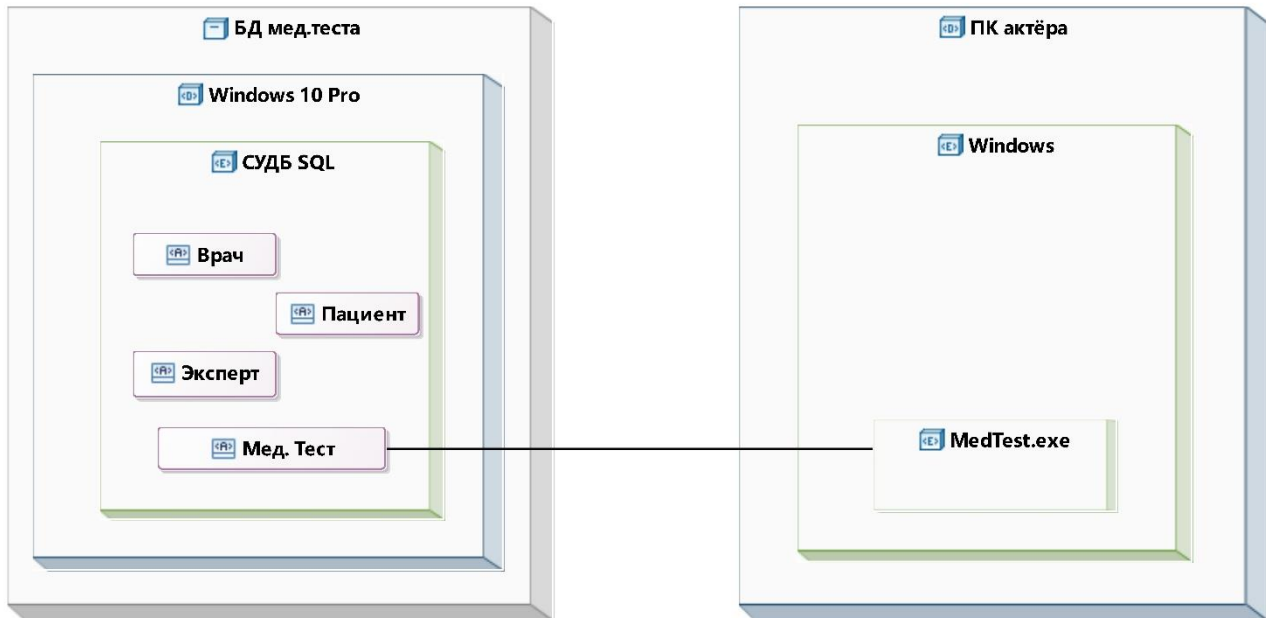 БД мед.теста
Windows 10 Pro
СУДБ SQL
Врач
Пациент
Эксперт
Мед. Тест
ПК актёра
Windows
MedTest.exe